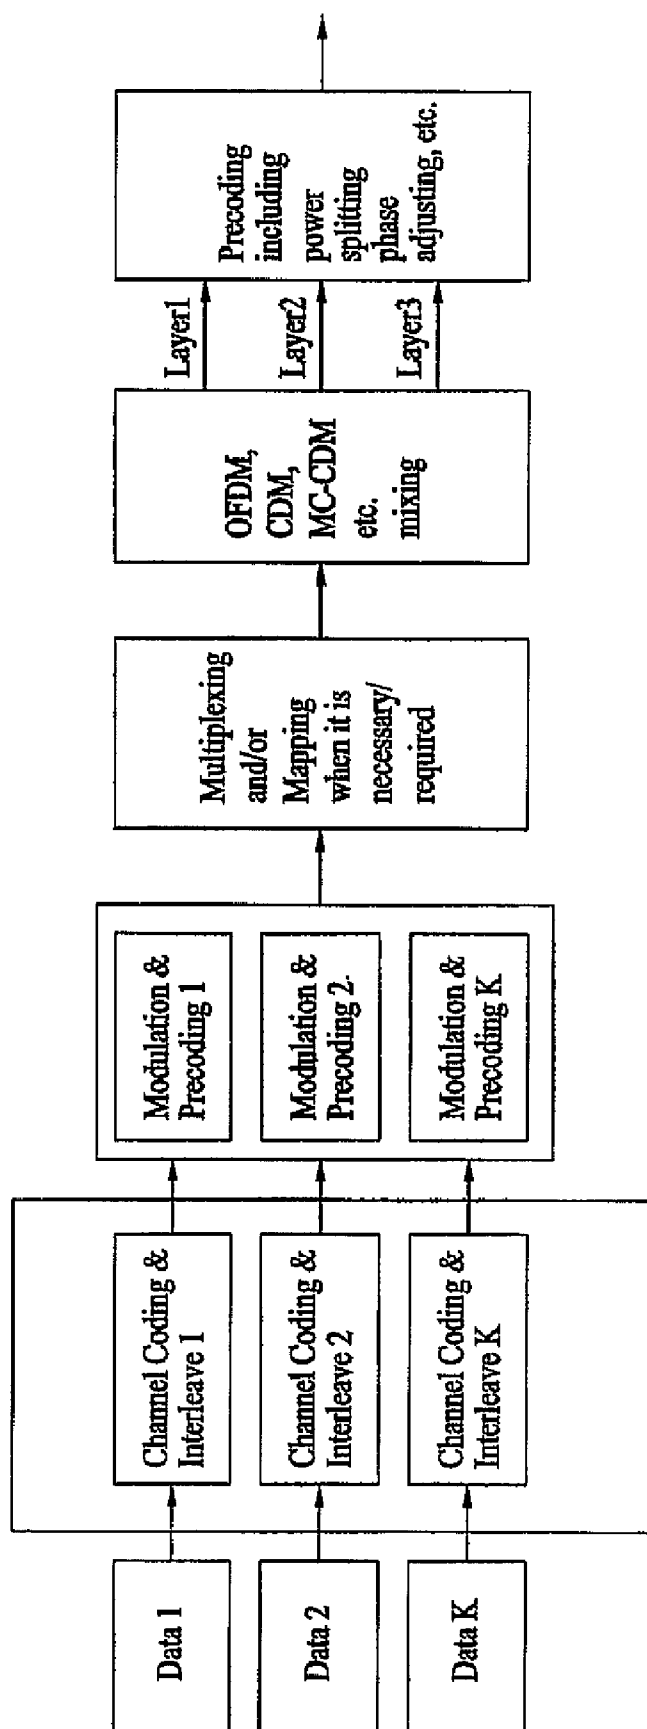 Data 1
Data 2
Data K
Channel Coding &
Interleave 1
Channel Coding &
Interleave 2
Channel Coding &
Interleave K
Modulation &
Precoding 1
Modulation &
Precoding 2
Modulation &
Precoding K
Multiplexing
and/or
Mapping
when it is
necessary/
required
OFDM,
CDM,
MC-CDM
etc.
mixing
Layer1
Layer2
Layer3
Precoding
including
power
splitting
phase
adjusting, etc.